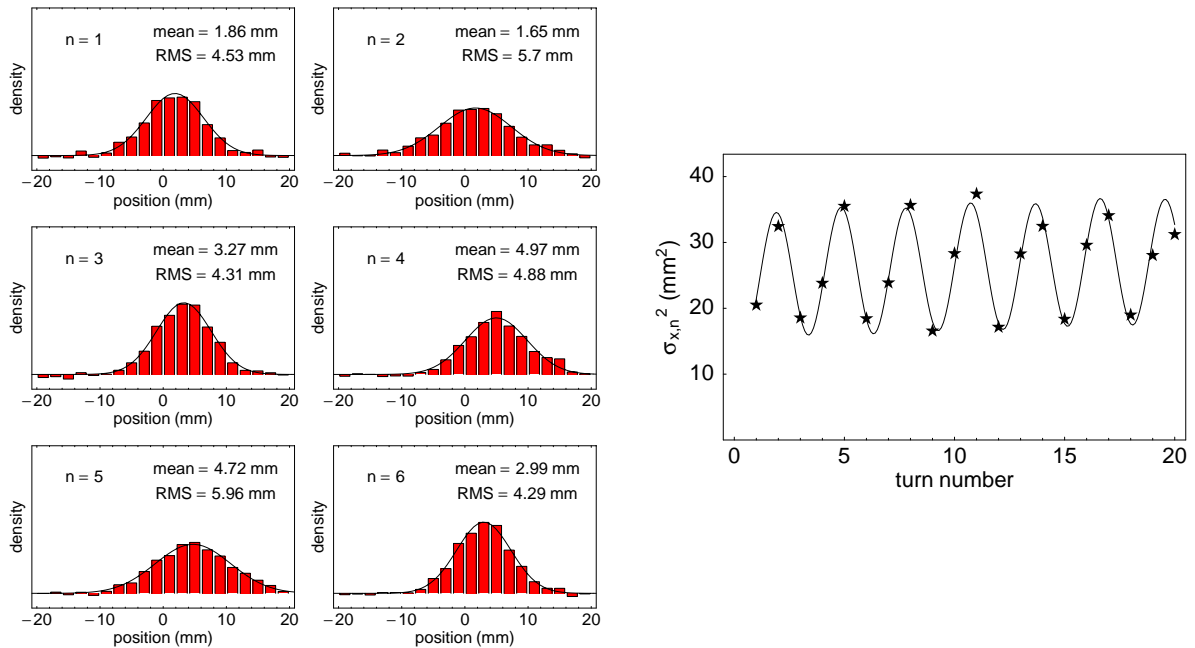 n = 1
mean = 1.86 mm
RMS = 4.53 mm
density
−20 −10 0 10 20
position (mm)
n = 2
mean = 1.65 mm
RMS = 5.7 mm
density
−20 −10 0 10 20
position (mm)
n = 3
mean = 3.27 mm
RMS = 4.31 mm
density
−20 −10 0 10 20
position (mm)
n = 4
mean = 4.97 mm
RMS = 4.88 mm
density
−20 −10 0 10 20
position (mm)
n = 5
mean = 4.72 mm
RMS = 5.96 mm
density
−20 −10 0 10 20
position (mm)
n = 6
mean = 2.99 mm
RMS = 4.29 mm
density
−20 −10 0 10 20
position (mm)
40
30
20
10
σx,n² (mm²)
0 5 10 15 20
turn number